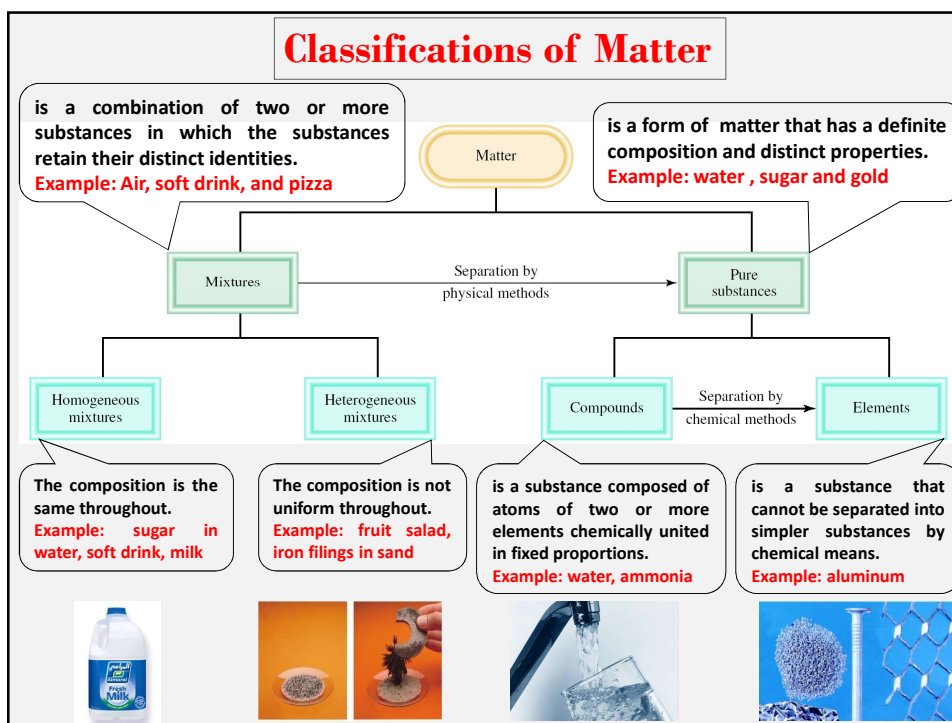 Classifications of Matter
is a combination of two or more
substances in which the substances
retain their distinct identities.
Example: Air, soft drink, and pizza
Matter
is a form of matter that has a definite
composition and distinct properties.
Example: water , sugar and gold
Mixtures
Separation by
physical methods
Pure
substances
Homogeneous
mixtures
Heterogeneous
mixtures
Compounds
Separation by
chemical methods
Elements
The composition is the
same throughout.
Example: sugar in
water, soft drink, milk
The composition is not
uniform throughout.
Example: fruit salad,
iron filings in sand
is a substance composed of
atoms of two or more
elements chemically united
in fixed proportions.
Example: water, ammonia
is a substance that
cannot be separated into
simpler substances by
chemical means.
Example: aluminum
المراعي
Almarai
Fresh
Milk